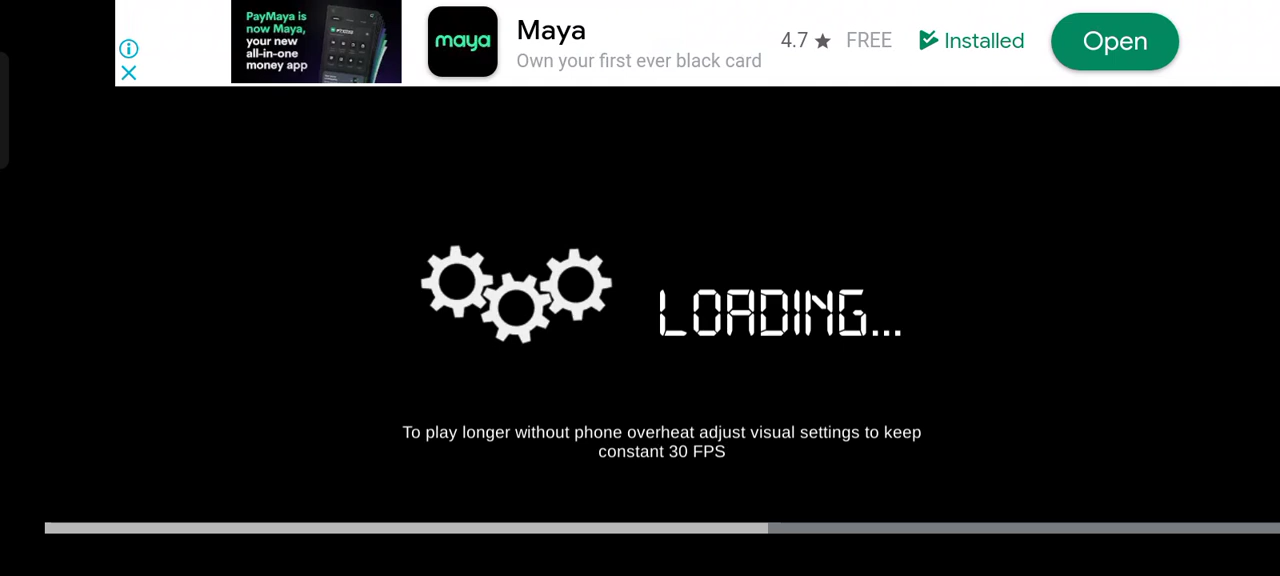 PayMaya is
now Maya,
your new
all-in-one
money app
maya
Maya
Own your first ever black card
4.7 ★ FREE Installed
Open
LOADING...
To play longer without phone overheat adjust visual settings to keep
constant 30 FPS